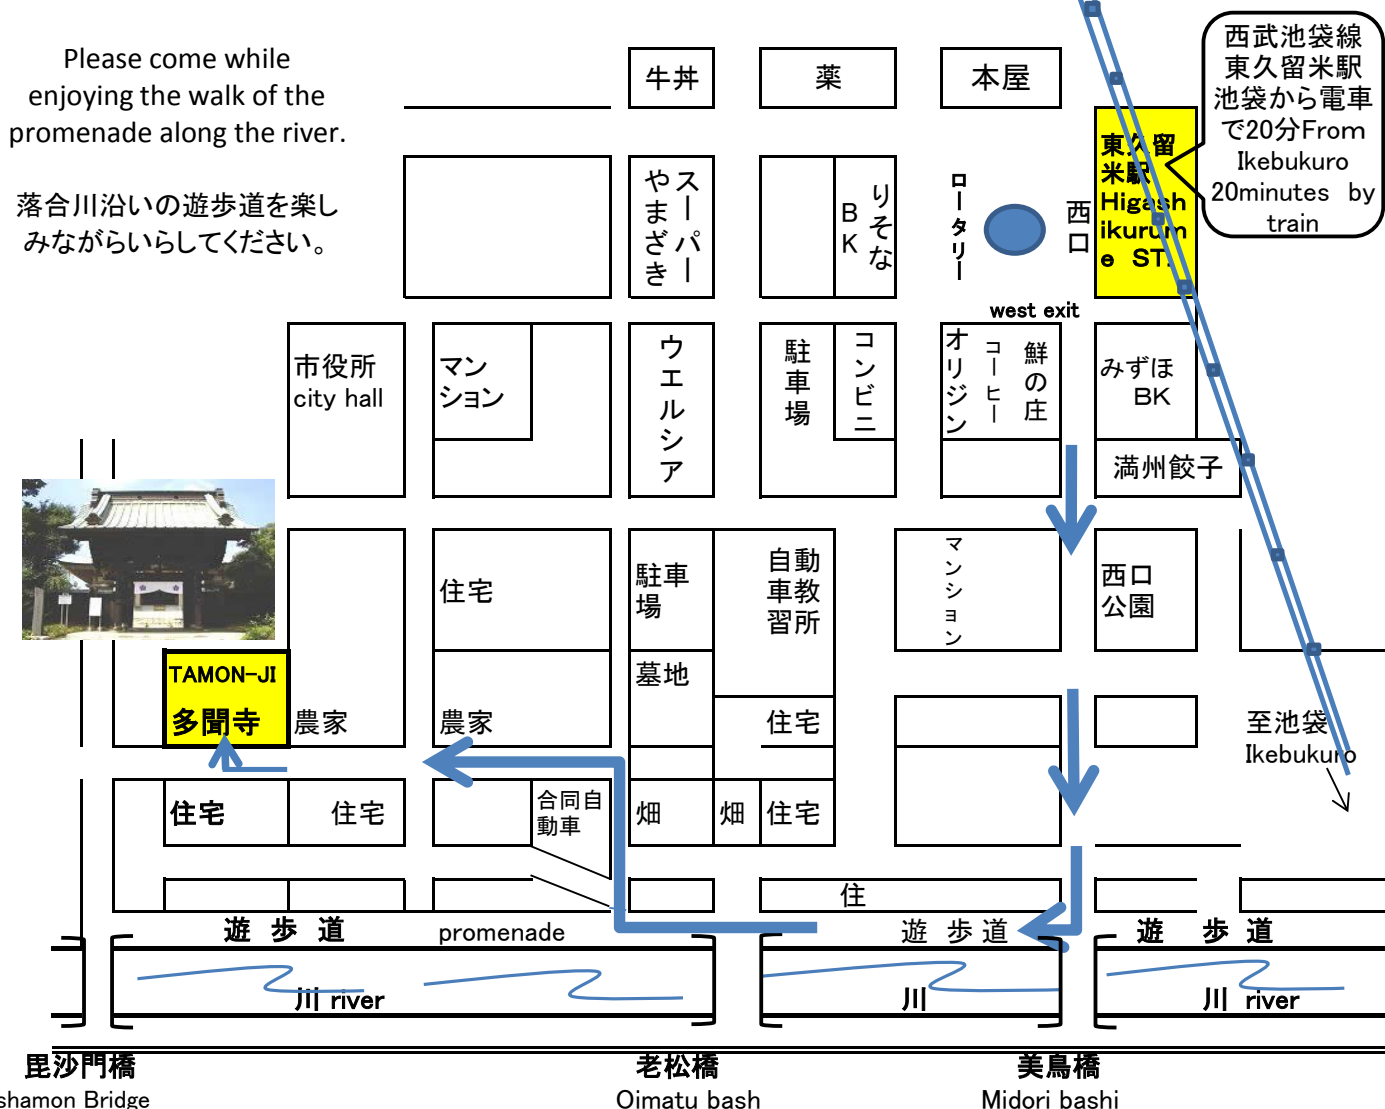 Please come while
enjoying the walk of the
promenade along the river.
落合川沿いの遊歩道を楽し
みながらいらしてください。
牛丼
薬
本屋
西武池袋線
東久留米駅
池袋から電車
で20分From
Ikebukuro
20minutes by
train
東久留
米駅
Higash
ikurum
e ST.
スーパー
やまざき
りそな
BK
ロータリー
西口
west exit
市役所
city hall
マン
ション
ウエルシア
駐車場
コンビニ
オリジン
コーヒー
鮮の庄
みずほ
BK
満州餃子
住宅
駐車
場
自動
車教
習所
マンション
西口
公園
TAMON-JI
多聞寺
農家
農家
墓地
住宅
至池袋
Ikebukuro
住宅
住宅
合同自
動車
畑
畑
住宅
住
遊 歩 道
promenade
遊 歩 道
遊 歩 道
川 river
川
川 river
毘沙門橋
shamon Bridge
老松橋
Oimatu bash
美鳥橋
Midori bashi